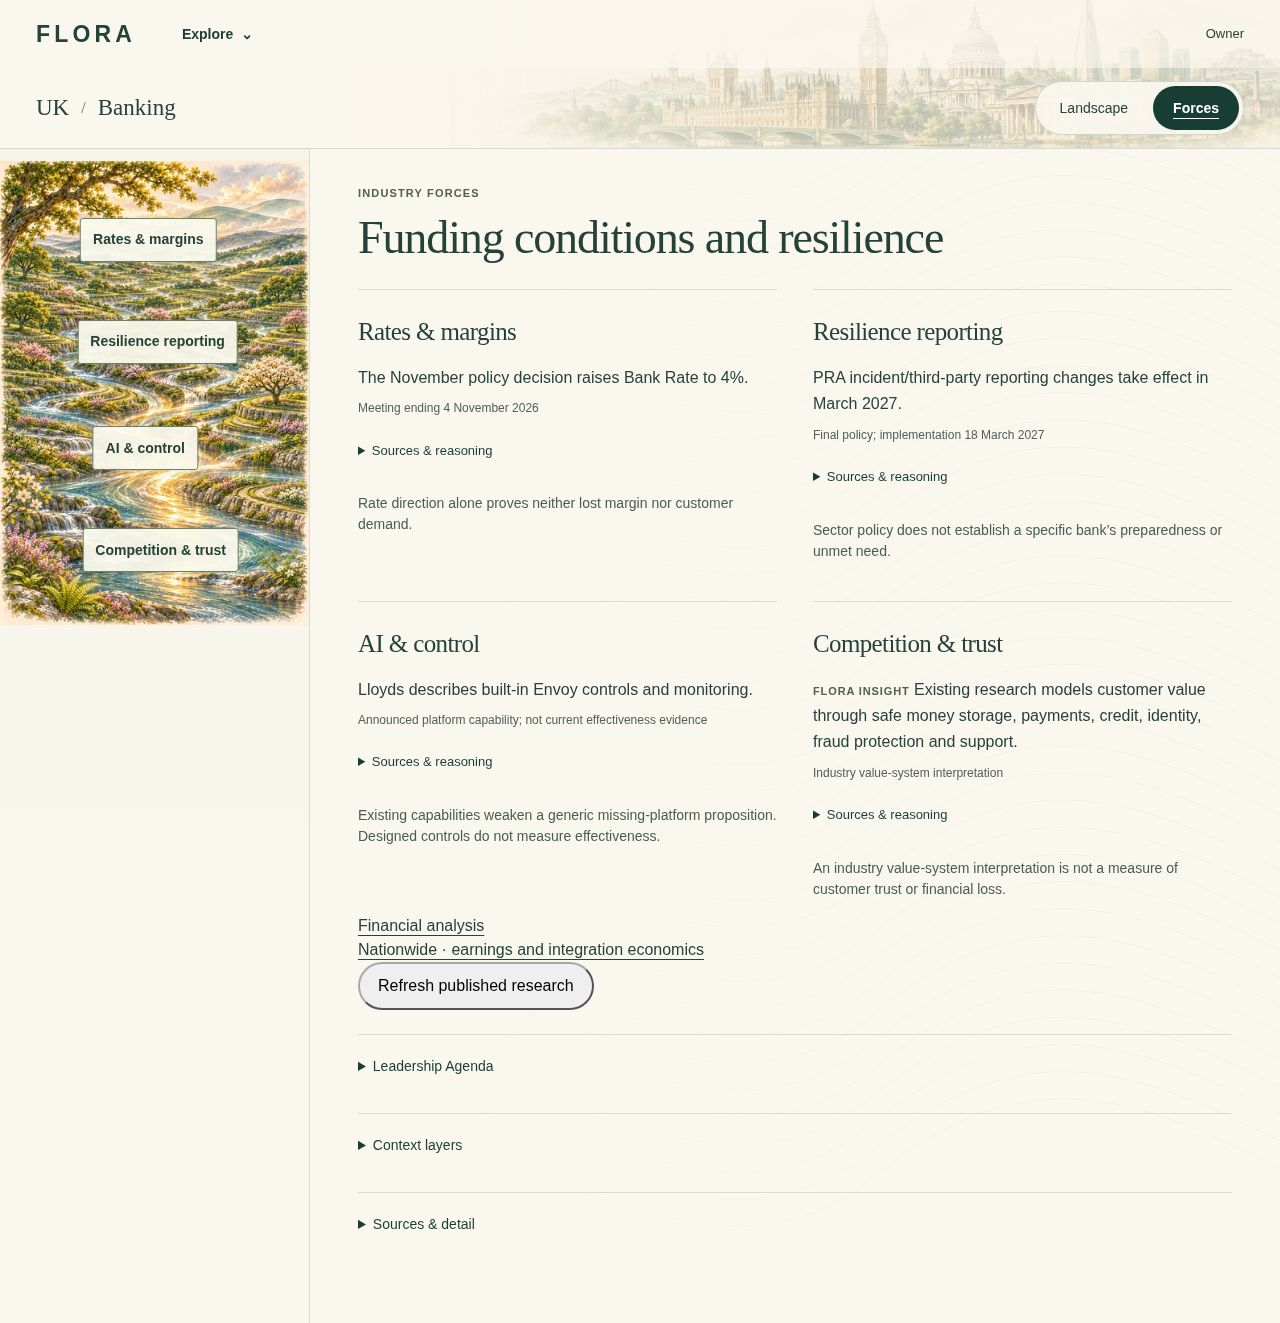 FLORA
Explore
Owner
UK / Banking
Landscape
Forces
Rates & margins
Resilience reporting
AI & control
Competition & trust
INDUSTRY FORCES
Funding conditions and resilience
Rates & margins
The November policy decision raises Bank Rate to 4%.
Meeting ending 4 November 2026
Sources & reasoning
Rate direction alone proves neither lost margin nor customer
demand.
Resilience reporting
PRA incident/third-party reporting changes take effect in
March 2027.
Final policy; implementation 18 March 2027
Sources & reasoning
Sector policy does not establish a specific bank’s preparedness or
unmet need.
AI & control
Lloyds describes built-in Envoy controls and monitoring.
Announced platform capability; not current effectiveness evidence
Sources & reasoning
Existing capabilities weaken a generic missing-platform proposition.
Designed controls do not measure effectiveness.
Competition & trust
FLORA INSIGHT Existing research models customer value
through safe money storage, payments, credit, identity,
fraud protection and support.
Industry value-system interpretation
Sources & reasoning
An industry value-system interpretation is not a measure of
customer trust or financial loss.
Financial analysis
Nationwide · earnings and integration economics
Refresh published research
Leadership Agenda
Context layers
Sources & detail